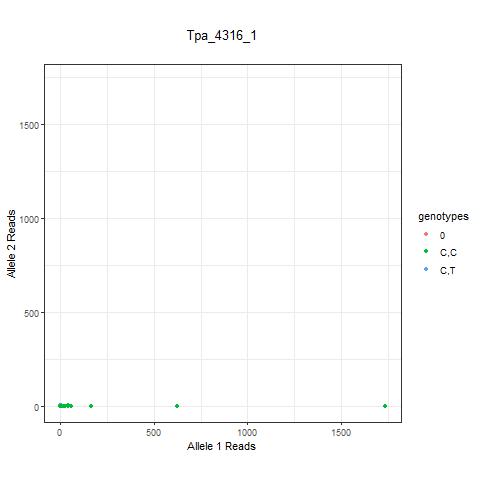 Tpa_4316_1
Allele 2 Reads
1500
1000
500
0
0 500 1000 1500
Allele 1 Reads
genotypes
0
C,C
C,T